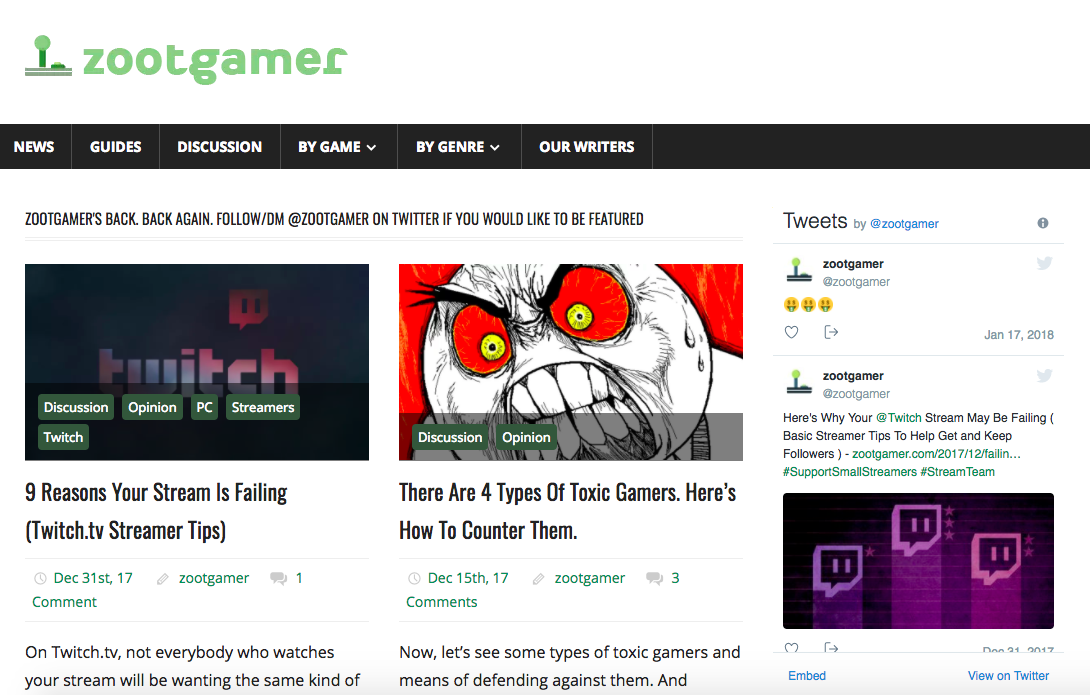 zootgamer
NEWS
GUIDES
DISCUSSION
BY GAME
BY GENRE
OUR WRITERS
ZOOTGAMER'S BACK. BACK AGAIN. FOLLOW/DM @ZOOTGAMER ON TWITTER IF YOU WOULD LIKE TO BE FEATURED
twitch
Discussion
Opinion
PC
Streamers
Twitch
9 Reasons Your Stream Is Failing
(Twitch.tv Streamer Tips)
Dec 31st, 17
zootgamer
1
Comment
On Twitch.tv, not everybody who watches
your stream will be wanting the same kind of
Discussion
Opinion
There Are 4 Types Of Toxic Gamers. Here's
How To Counter Them.
Dec 15th, 17
zootgamer
3
Comments
Now, let's see some types of toxic gamers and
means of defending against them. And
Tweets by @zootgamer
zootgamer
@zootgamer
Jan 17, 2018
zootgamer
@zootgamer
Here's Why Your @Twitch Stream May Be Failing (
Basic Streamer Tips To Help Get and Keep
Followers ) - zootgamer.com/2017/12/failin…
#SupportSmallStreamers #StreamTeam
Dec 31, 2017
Embed
View on Twitter